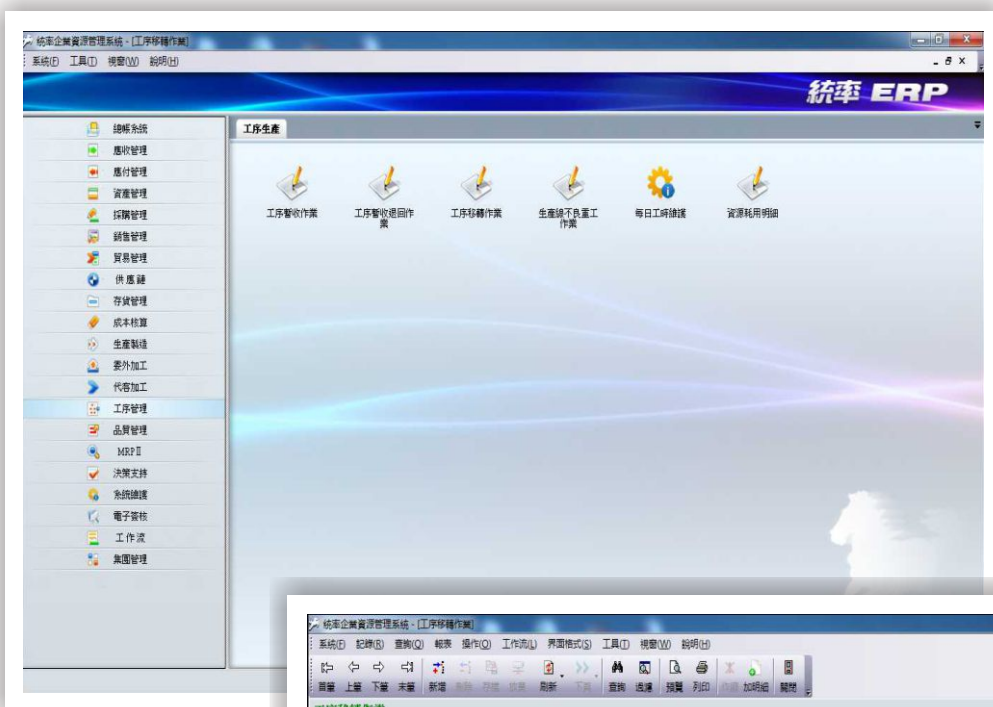 統率企業資源管理系統 - [工序移轉作業]
系統(F) 工具(T) 視窗(W) 說明(H)
統率 ERP
總帳系統
應收管理
應付管理
資產管理
採購管理
銷售管理
貿易管理
供應鏈
存貨管理
成本核算
生產製造
委外加工
代客加工
工序管理
品質管理
MRPⅡ
決策支持
系統維護
電子簽核
工作流
集團管理
工序生產
工序暫收作業
工序暫收退回作業
工序移轉作業
生產線不良重工作業
每日工時維護
資源耗用明細
統率企業資源管理系統 - [工序移轉作業]
系統(F) 記錄(R) 查詢(Q) 報表 操作(O) 工作流(L) 界面格式(S) 工具(T) 視窗(W) 說明(H)
首筆 上筆 下筆 末筆 新增 刪除 存檔 放棄 刷新 下頁 查詢 過濾 預覽 列印 加明細 關閉